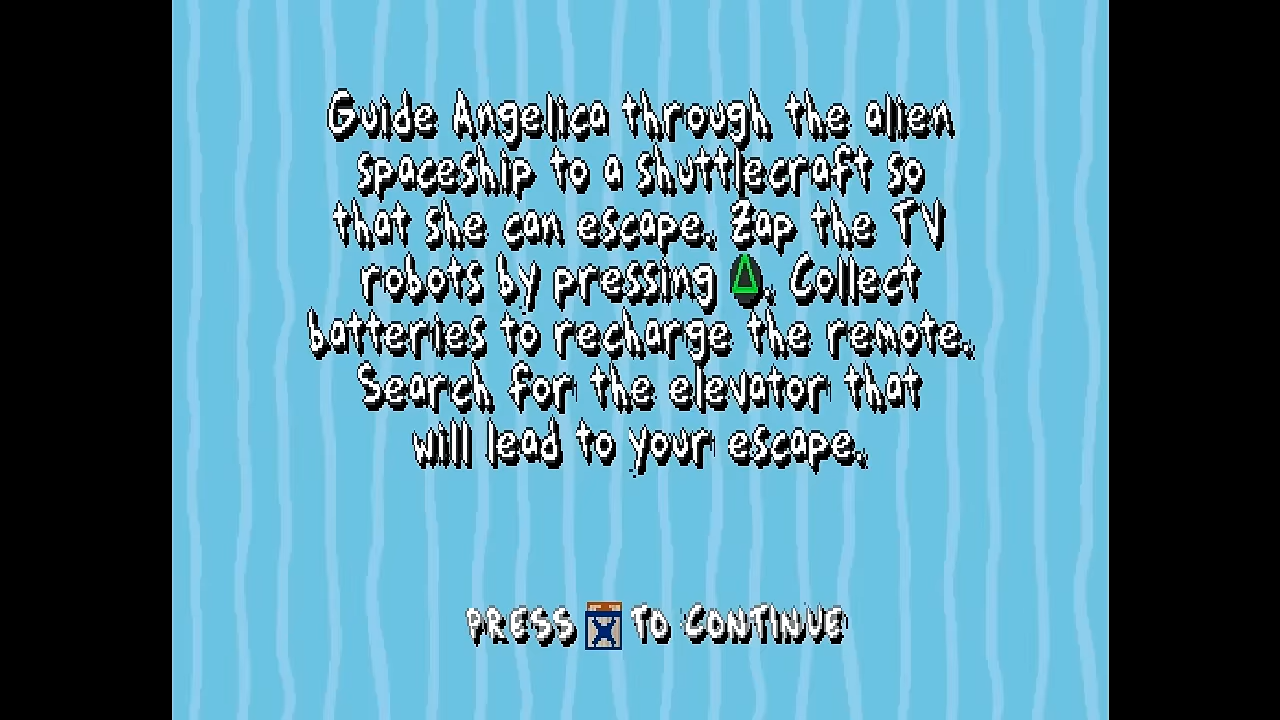 Guide Angelica through the alien
spaceship to a shuttlecraft so
that she can escape. Zap the TV
robots by pressing △. Collect
batteries to recharge the remote.
Search for the elevator that
will lead to your escape.
PRESS X TO CONTINUE